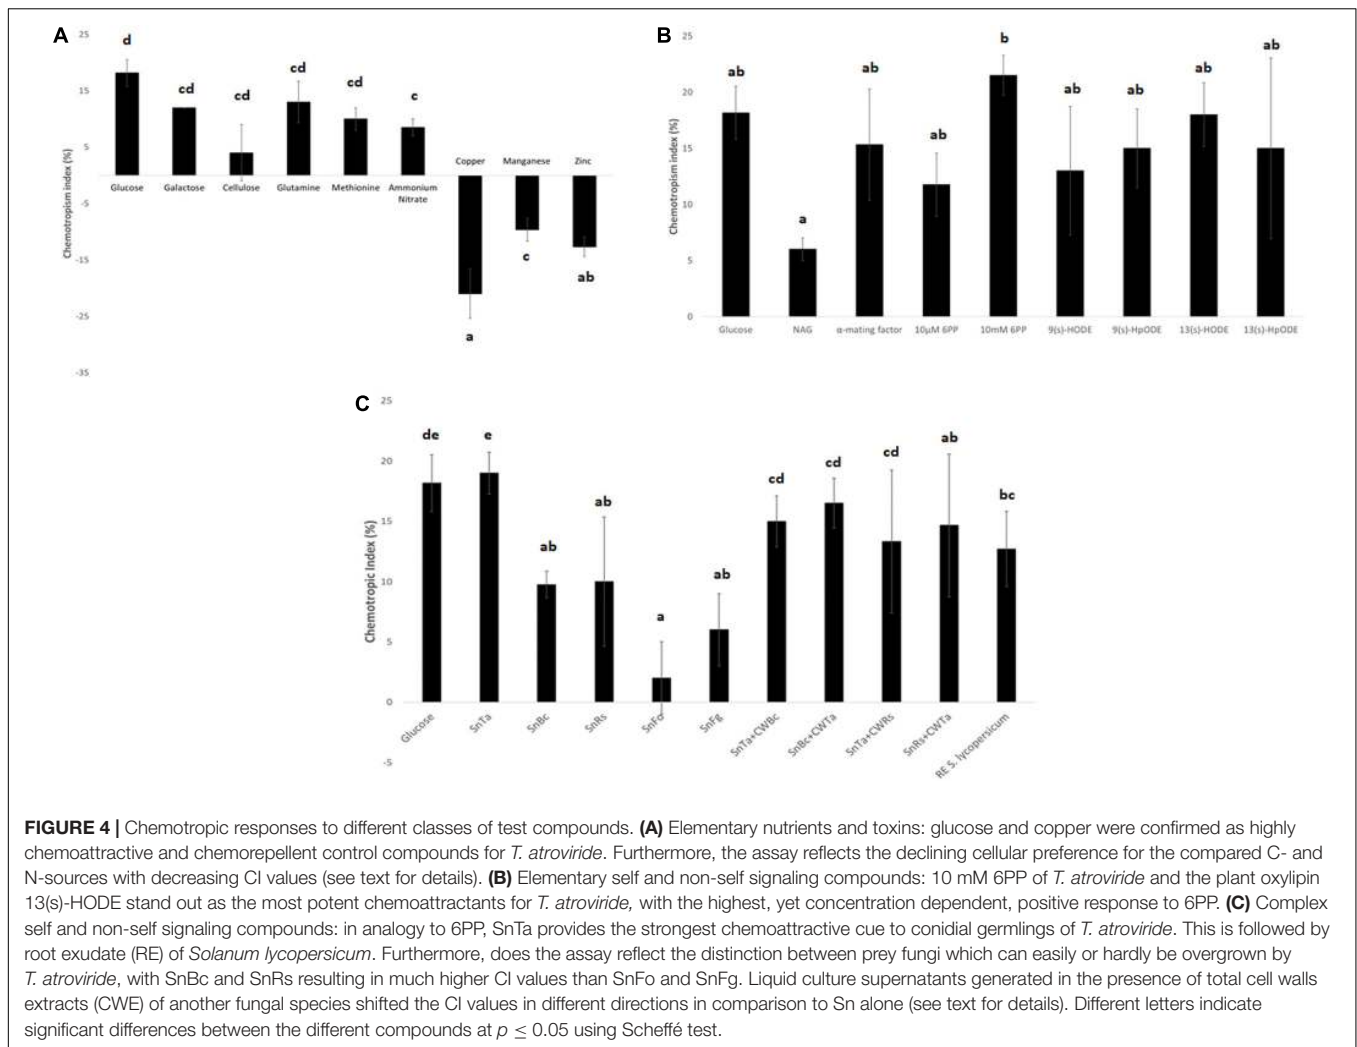 A
25
15
5
-5
-15
-25
-35
Chemotropism index (%)
d
cd
cd
cd
cd
c
Glucose
Galactose
Cellulose
Glutamine
Methionine
Ammonium
Nitrate
Copper
Manganese
Zinc
a
c
ab
B
25
20
15
10
5
0
Chemotropism index (%)
ab
a
ab
ab
b
ab
ab
ab
ab
Glucose
NAG
α-mating factor
10µM 6PP
10mM 6PP
9(s)-HODE
9(s)-HpODE
13(s)-HODE
13(s)-HpODE
C
25
20
15
10
5
0
-5
Chemotropic Index (%)
de
e
ab
ab
a
ab
cd
cd
cd
ab
bc
Glucose
SnTa
SnBc
SnRs
SnFo
SnFg
SnTa+CWBc
SnBc+CWTa
SnTa+CWRs
SnRs+CWTa
RE S. lycopersicum
FIGURE 4 | Chemotropic responses to different classes of test compounds. (A) Elementary nutrients and toxins: glucose and copper were confirmed as highly
chemoattractive and chemorepellent control compounds for T. atroviride. Furthermore, the assay reflects the declining cellular preference for the compared C- and
N-sources with decreasing CI values (see text for details). (B) Elementary self and non-self signaling compounds: 10 mM 6PP of T. atroviride and the plant oxylipin
13(s)-HODE stand out as the most potent chemoattractants for T. atroviride, with the highest, yet concentration dependent, positive response to 6PP. (C) Complex
self and non-self signaling compounds: in analogy to 6PP, SnTa provides the strongest chemoattractive cue to conidial germlings of T. atroviride. This is followed by
root exudate (RE) of Solanum lycopersicum. Furthermore, does the assay reflect the distinction between prey fungi which can easily or hardly be overgrown by
T. atroviride, with SnBc and SnRs resulting in much higher CI values than SnFo and SnFg. Liquid culture supernatants generated in the presence of total cell walls
extracts (CWE) of another fungal species shifted the CI values in different directions in comparison to Sn alone (see text for details). Different letters indicate
significant differences between the different compounds at p ≤ 0.05 using Scheffé test.